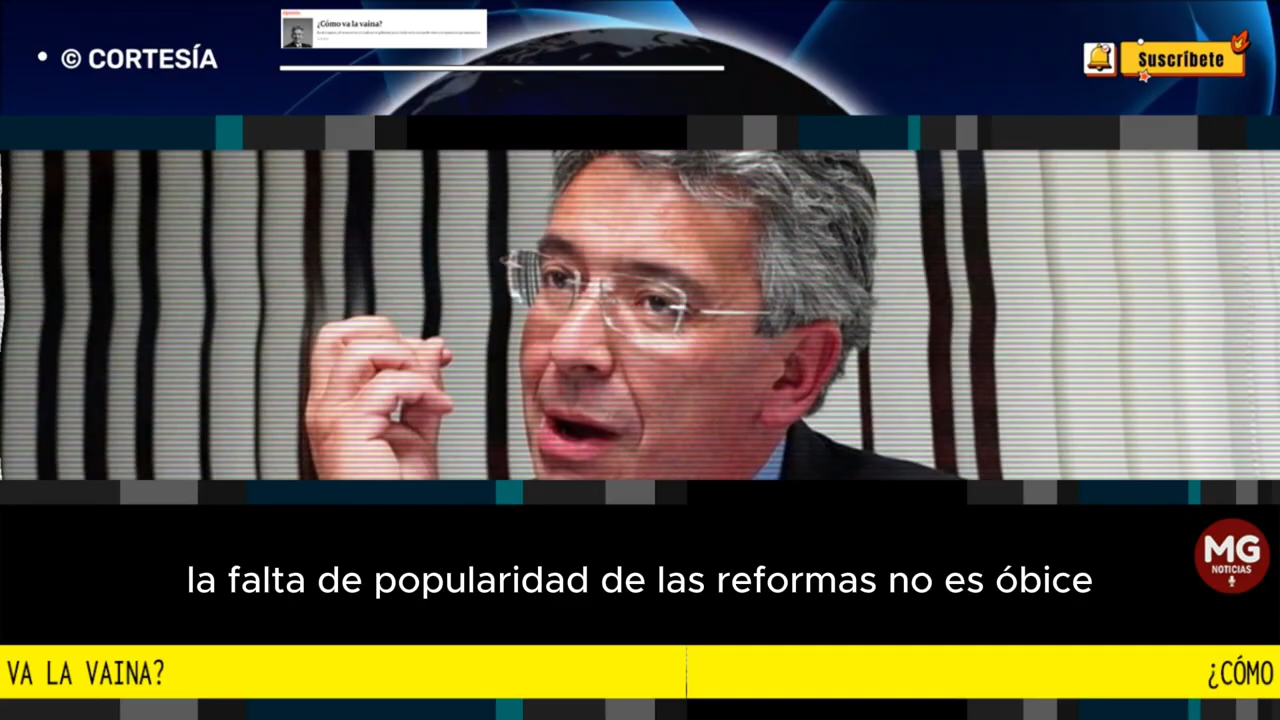 Opinión
¿Cómo va la vaina?
• © CORTESÍA
Suscríbete
la falta de popularidad de las reformas no es óbice
MG
NOTICIAS
VA LA VAINA?
¿CÓMO